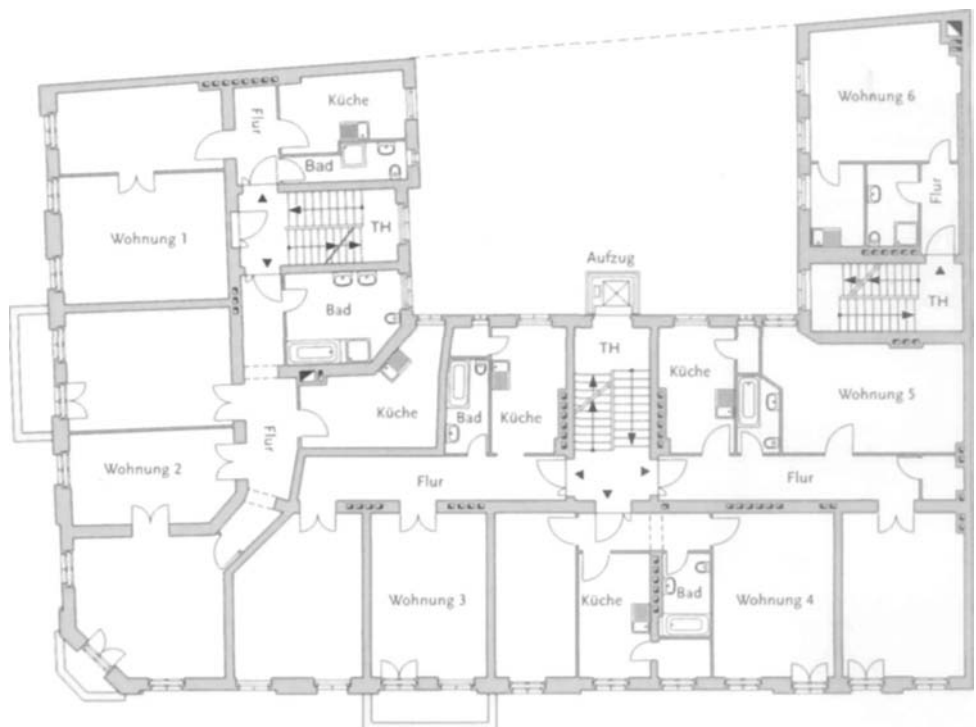 Küche
Flur
Bad
Wohnung 6
Flur
Wohnung 1
TH
Aufzug
TH
Bad
TH
Küche
Küche
Bad
Küche
Wohnung 5
Wohnung 2
Flur
Flur
Flur
Wohnung 3
Küche
Bad
Wohnung 4